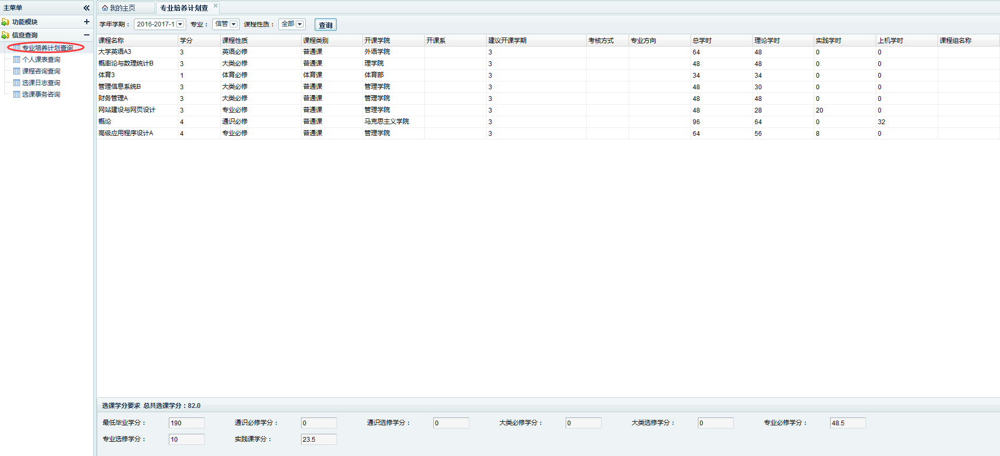 主菜单
功能模块
信息查询
专业培养计划查询
个人课表查询
课程咨询查询
选课日志查询
选课事务咨询
我的主页 专业培养计划查
学年学期： 2016-2017-1 专业： 信管 课程性质： 全部 查询
课程名称 学分 课程性质 课程类别 开课学院 开课系 建议开课学期 考核方式 专业方向 总学时 理论学时 实践学时 上机学时 课程组名称
大学英语A3 3 英语必修 普通课 外语学院 3 64 48 0 0
概率论与数理统计B 3 大类必修 普通课 理学院 3 48 48 0 0
体育3 1 体育必修 体育课 体育部 3 34 34 0 0
管理信息系统B 3 大类必修 普通课 管理学院 3 48 30 0 0
财务管理A 3 大类必修 普通课 管理学院 3 48 48 0 0
网站建设与网页设计 3 专业必修 普通课 管理学院 3 48 28 20 0
概论 4 通识必修 普通课 马克思主义学院 3 96 64 0 32
高级应用程序设计A 4 专业必修 普通课 管理学院 3 64 56 8 0
选课学分要求 总共选课学分：82.0
最低毕业学分： 190 通识必修学分： 0 通识选修学分： 0 大类必修学分： 0 大类选修学分： 0 专业必修学分： 48.5
专业选修学分： 10 实践课学分： 23.5